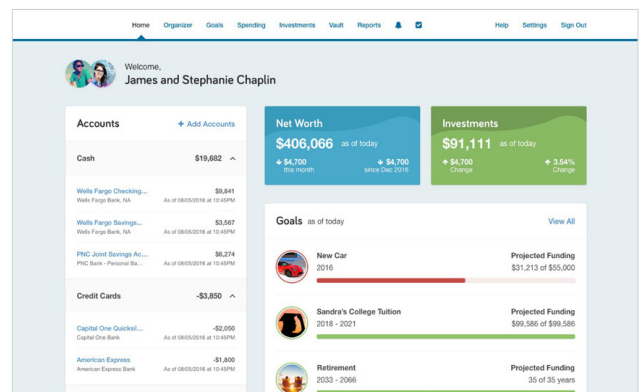 Home Organizer Goals Spending Investments Vault Reports Help Settings Sign Out
Welcome,
James and Stephanie Chaplin
Accounts + Add Accounts
Cash $19,682
Wells Fargo Checking... $9,841
Wells Fargo Bank, NA As of 08/05/2016 at 10:45PM
Wells Fargo Savings... $3,567
Wells Fargo Bank, NA As of 08/05/2016 at 10:45PM
PNC Joint Savings Ac... $6,274
PNC Bank - Personal Ba... As of 08/05/2016 at 10:45PM
Credit Cards -$3,850
Capital One Quicksil... -$2,050
Capital One Bank As of 08/05/2016 at 10:45PM
American Express -$1,800
American Express Bank As of 08/05/2016 at 10:45PM
Net Worth
$406,066 as of today
$4,700 $4,700
this month since Dec 2016
Investments
$91,111 as of today
$4,700 3.54%
Change Change
Goals as of today View All
New Car Projected Funding
2016 $31,213 of $55,000
Sandra's College Tuition Projected Funding
2018 - 2021 $99,586 of $99,586
Retirement Projected Funding
2033 - 2066 35 of 35 years